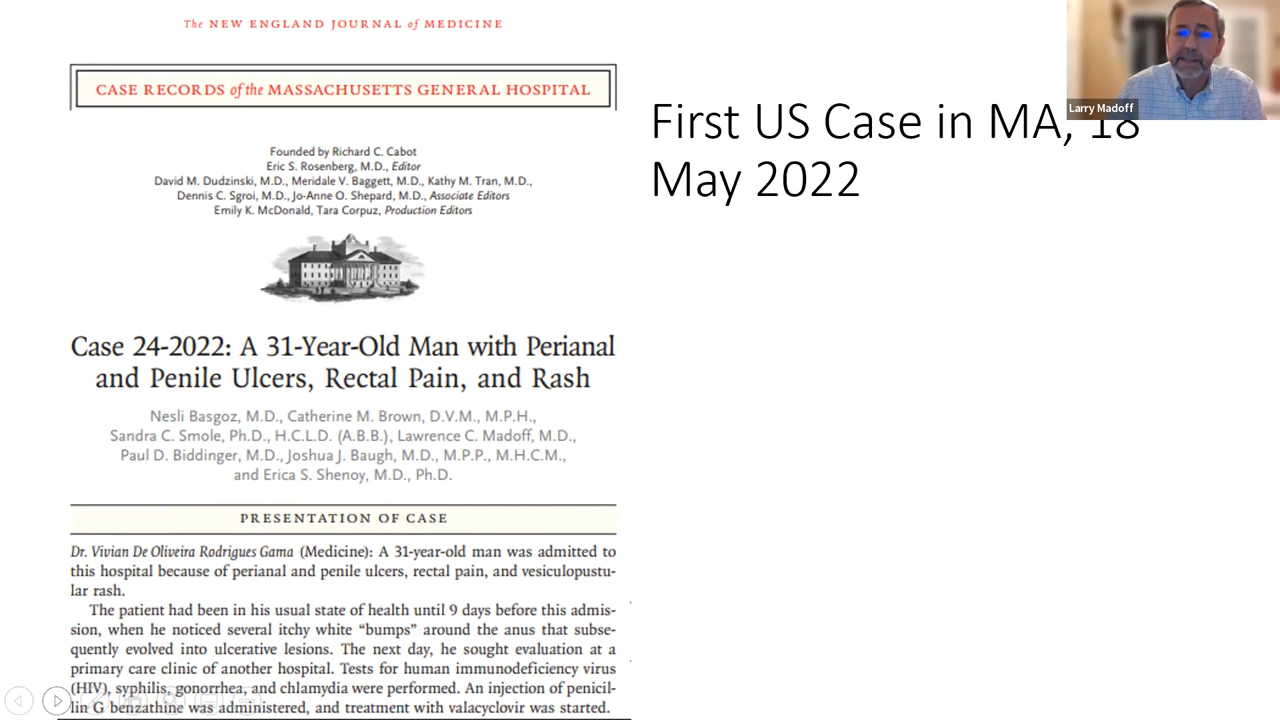 The NEW ENGLAND JOURNAL of MEDICINE
CASE RECORDS of the MASSACHUSETTS GENERAL HOSPITAL
Founded by Richard C. Cabot
Eric S. Rosenberg, M.D., Editor
David M. Dudzinski, M.D., Meridale V. Baggett, M.D., Kathy M. Tran, M.D.,
Dennis C. Sgroi, M.D., Jo-Anne O. Shepard, M.D., Associate Editors
Emily K. McDonald, Tara Corpuz, Production Editors
Case 24-2022: A 31-Year-Old Man with Perianal
and Penile Ulcers, Rectal Pain, and Rash
Nesli Basgoz, M.D., Catherine M. Brown, D.V.M., M.P.H.,
Sandra C. Smole, Ph.D., H.C.L.D. (A.B.B.), Lawrence C. Madoff, M.D.,
Paul D. Biddinger, M.D., Joshua J. Baugh, M.D., M.P.P., M.H.C.M.,
and Erica S. Shenoy, M.D., Ph.D.
PRESENTATION OF CASE
Dr. Vivian De Oliveira Rodrigues Gama (Medicine): A 31-year-old man was admitted to
this hospital because of perianal and penile ulcers, rectal pain, and vesiculopustu-
lar rash.
The patient had been in his usual state of health until 9 days before this admis-
sion, when he noticed several itchy white “bumps” around the anus that subse-
quently evolved into ulcerative lesions. The next day, he sought evaluation at a
primary care clinic of another hospital. Tests for human immunodeficiency virus
(HIV), syphilis, gonorrhea, and chlamydia were performed. An injection of penicil-
lin G benzathine was administered, and treatment with valacyclovir was started.
First US Case in MA, 18
May 2022
Larry Madoff